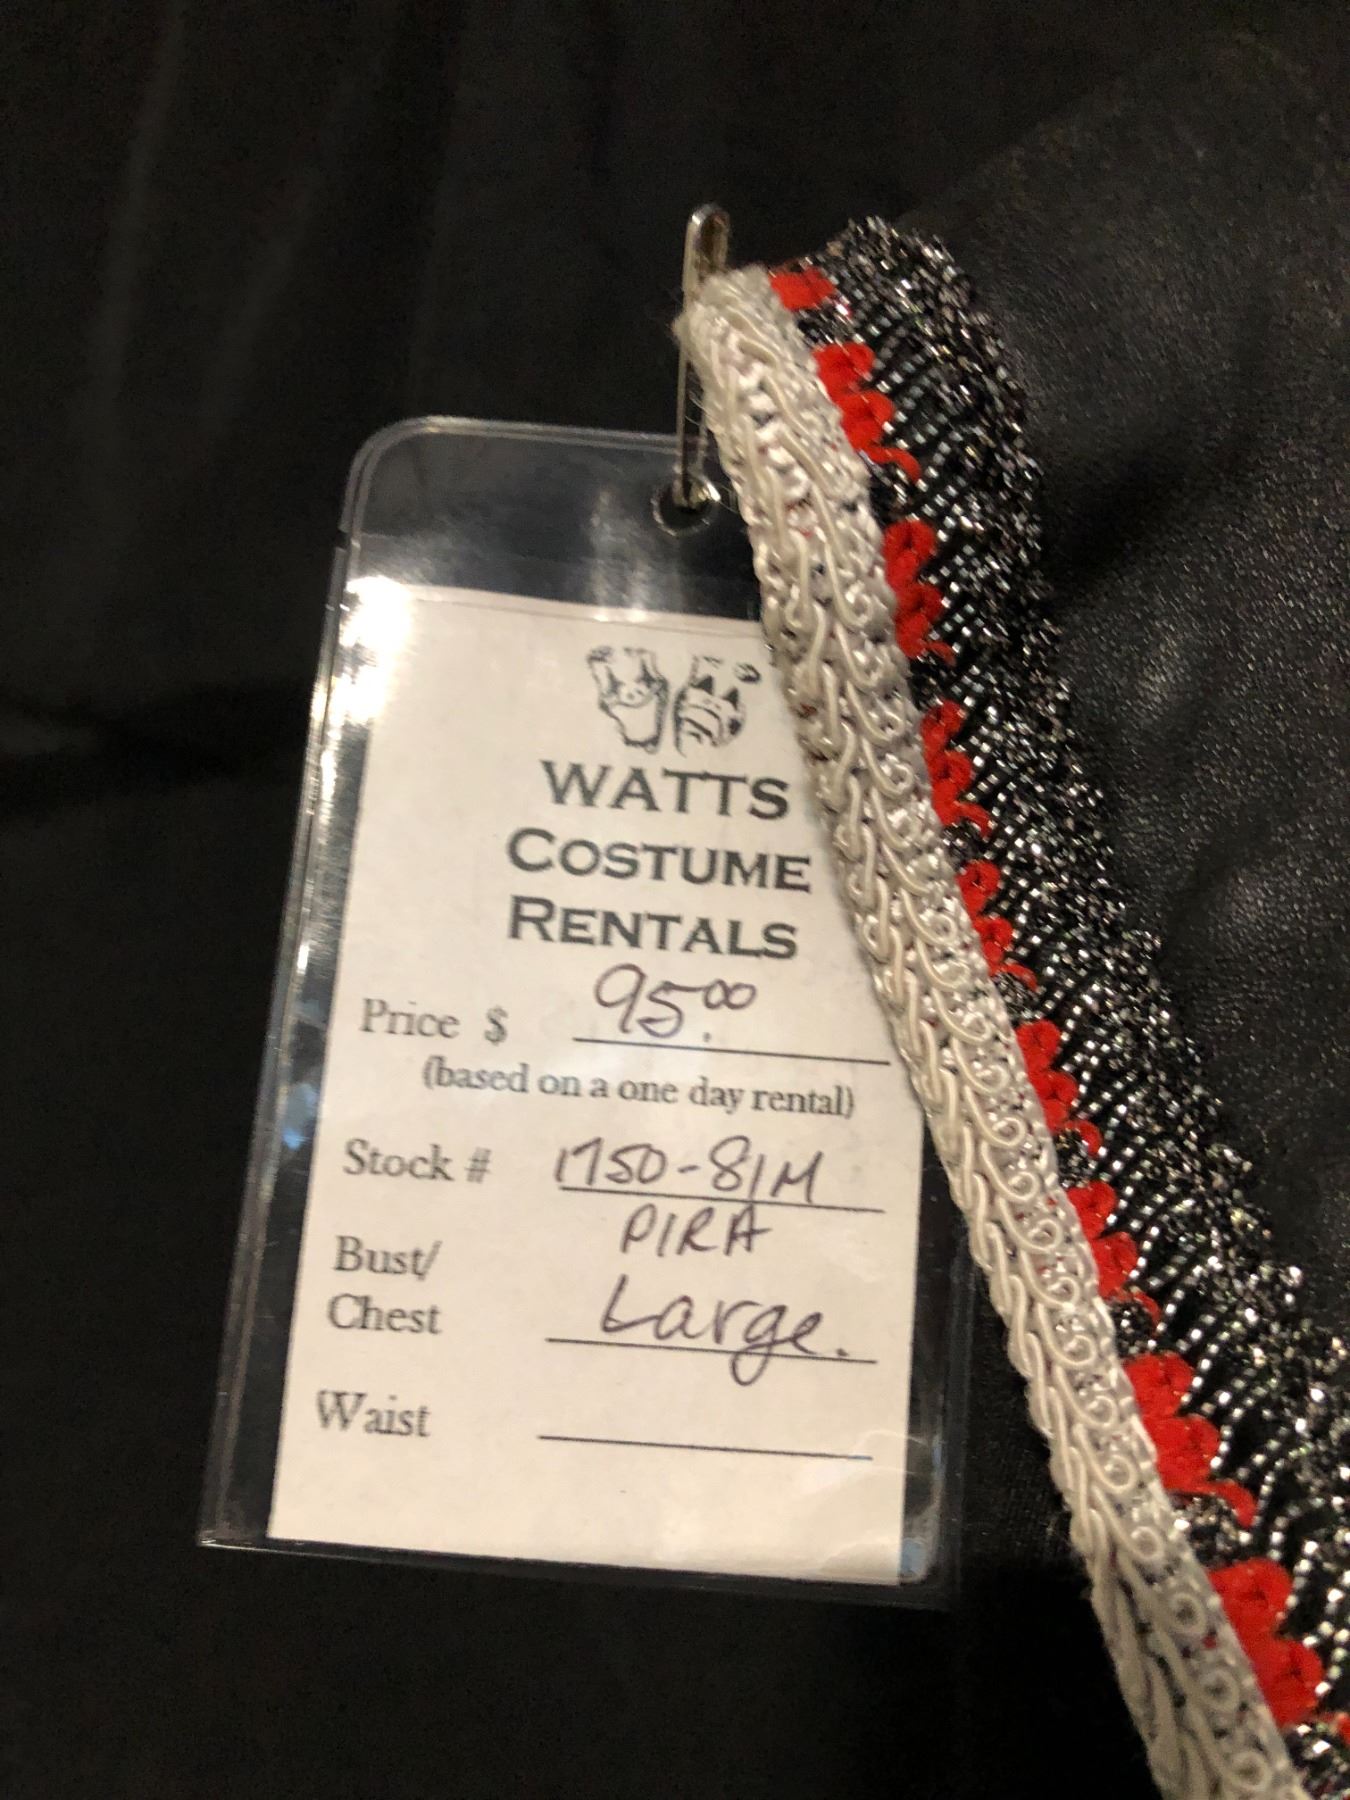 WATTS
COSTUME
RENTALS
Price $ 95.00
(based on a one day rental)
Stock # 1750-81M
PIRA
Bust/
Chest Large.
Waist